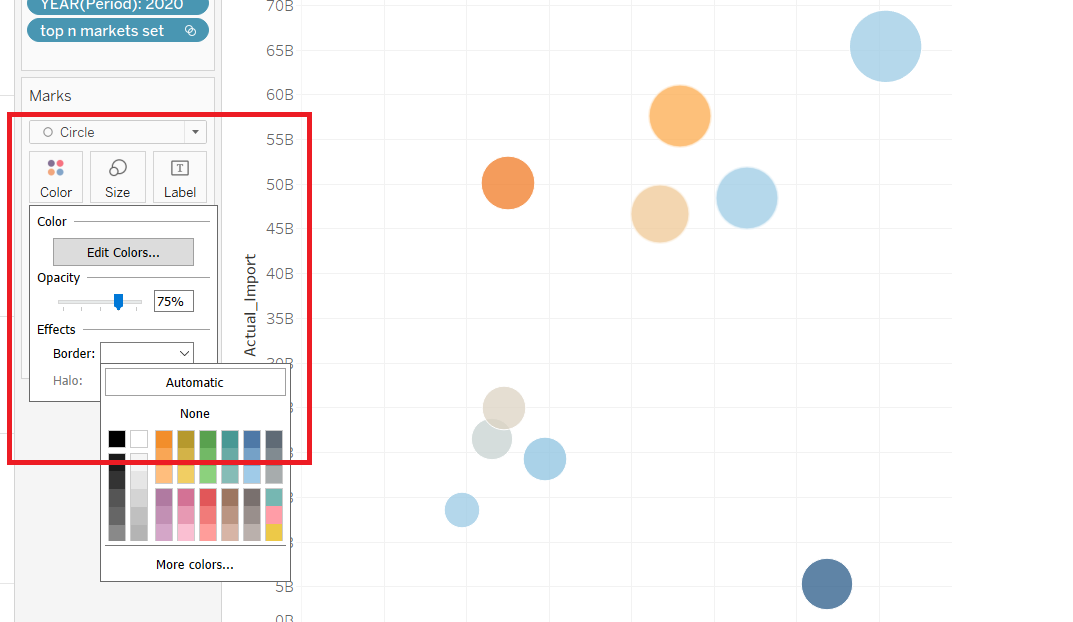 YEAR(Period): 2020
top n markets set
Marks
Circle
Color
Size
Label
Color
Edit Colors...
Opacity
75%
Effects
Border:
Halo:
Automatic
None
More colors...
Actual_Import
70B
65B
60B
55B
50B
45B
40B
35B
30B
5B
0B